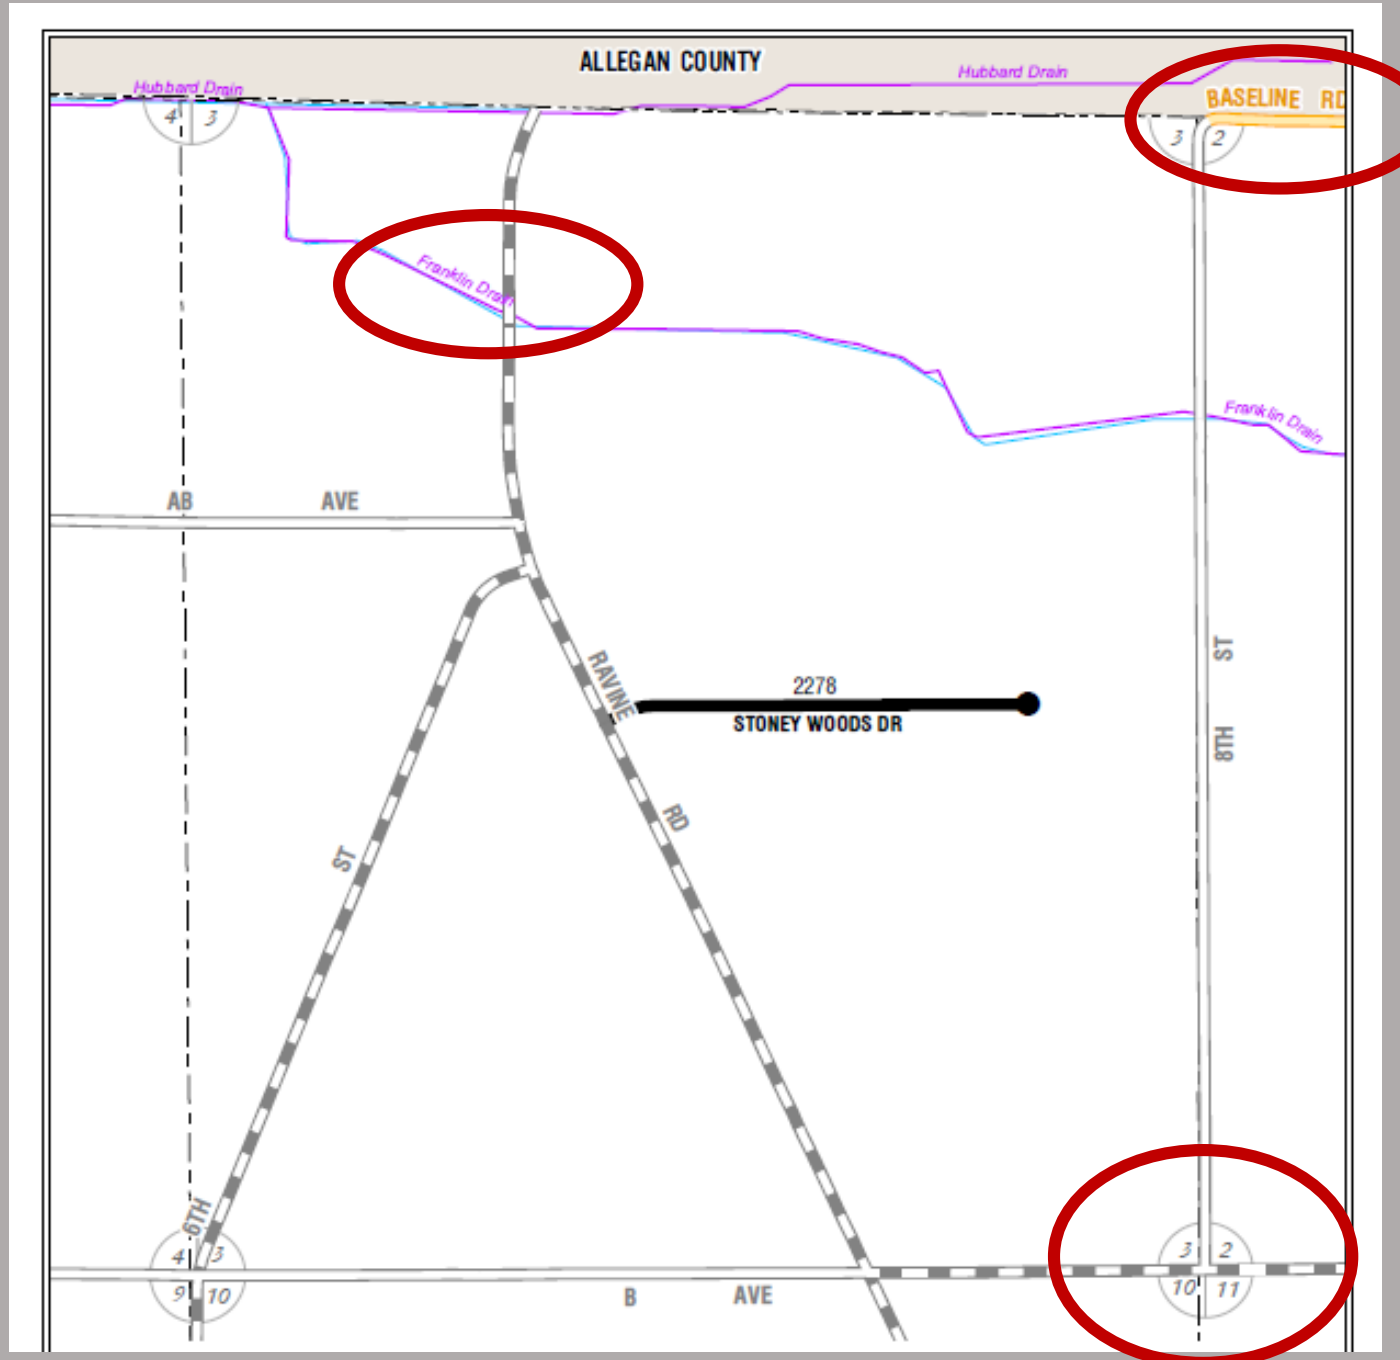 ALLEGAN COUNTY
Hubbard Drain
Hubbard Drain
BASELINE RD
4 3
3 2
Franklin Drain
Franklin Drain
AB AVE
RAVINE RD
2278
STONEY WOODS DR
8TH ST
6TH ST
4 3
9 10
3 2
10 11
B AVE